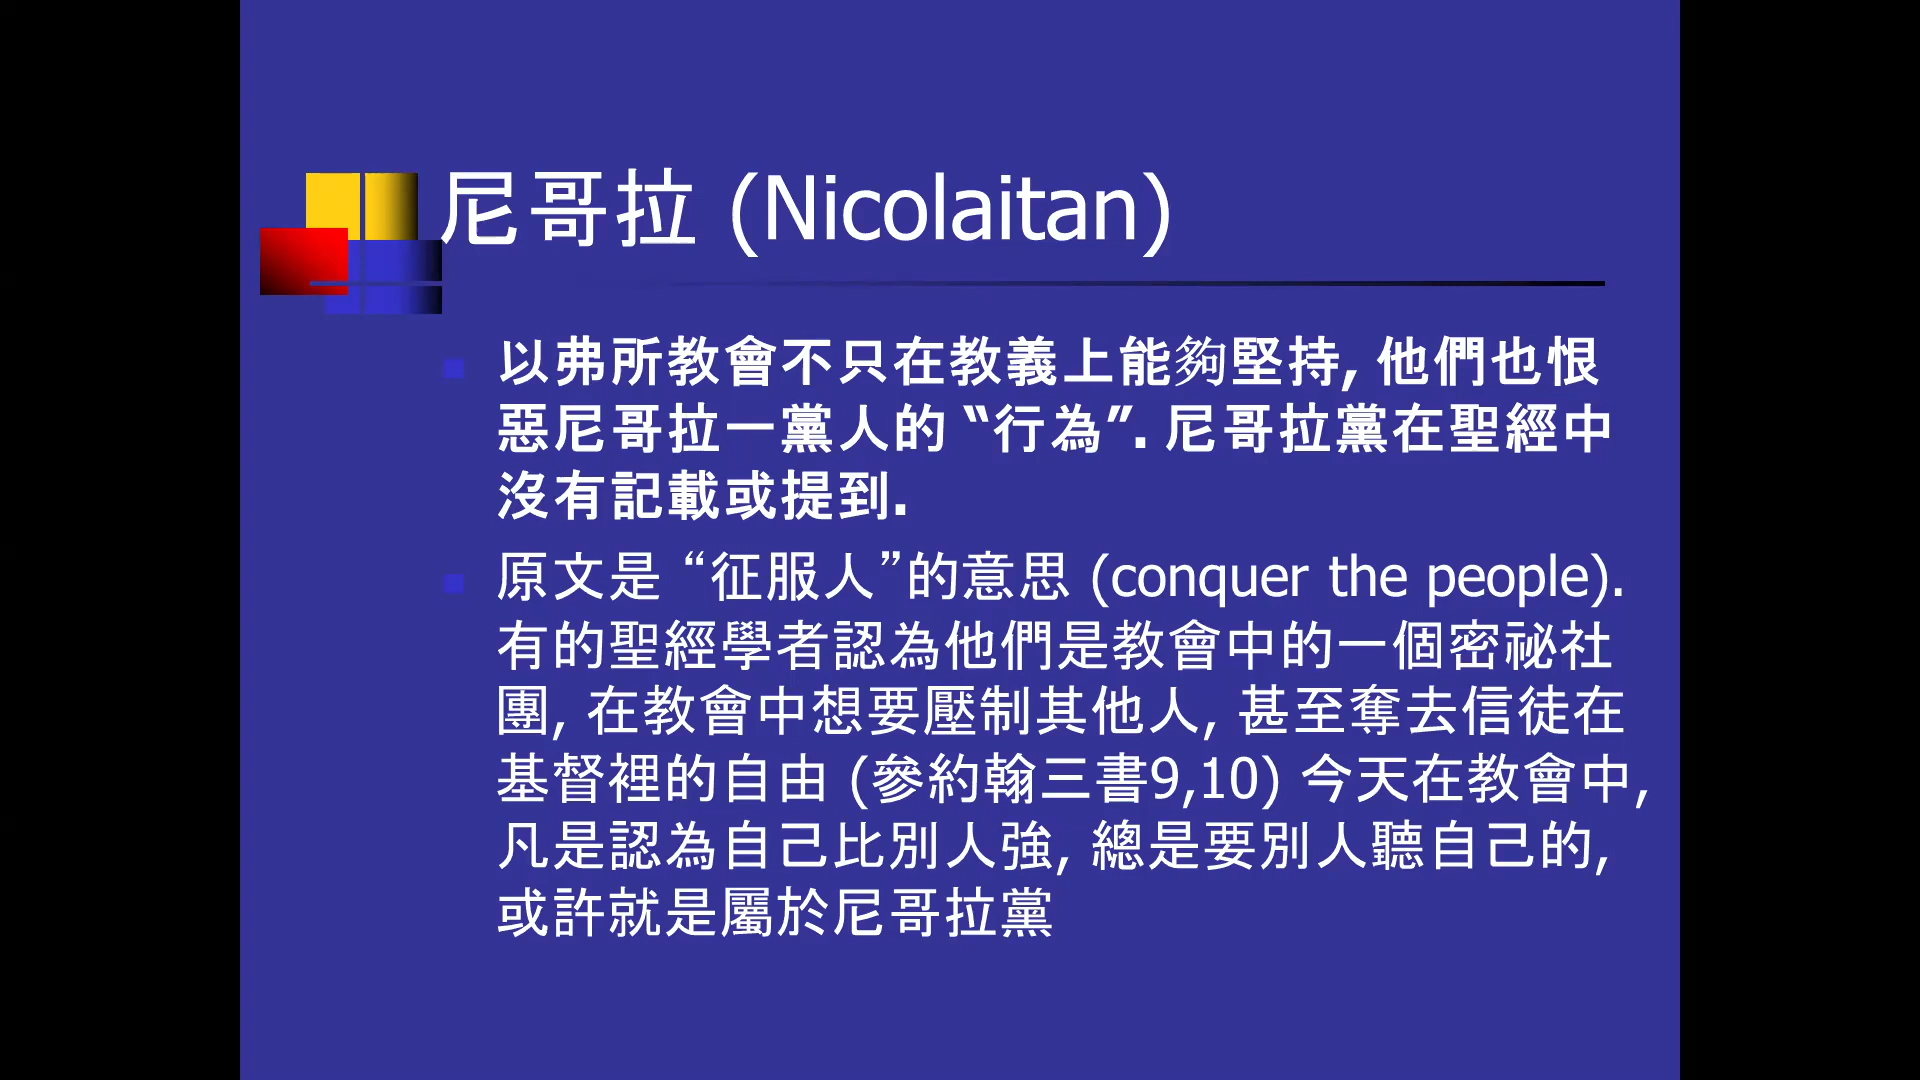 尼哥拉 (Nicolaitan)
以弗所教會不只在教義上能夠堅持, 他們也恨
惡尼哥拉一黨人的 “行為”. 尼哥拉黨在聖經中
沒有記載或提到.
原文是 “征服人”的意思 (conquer the people).
有的聖經學者認為他們是教會中的一個密祕社
團, 在教會中想要壓制其他人, 甚至奪去信徒在
基督裡的自由 (參約翰三書9,10) 今天在教會中,
凡是認為自己比別人強, 總是要別人聽自己的,
或許就是屬於尼哥拉黨